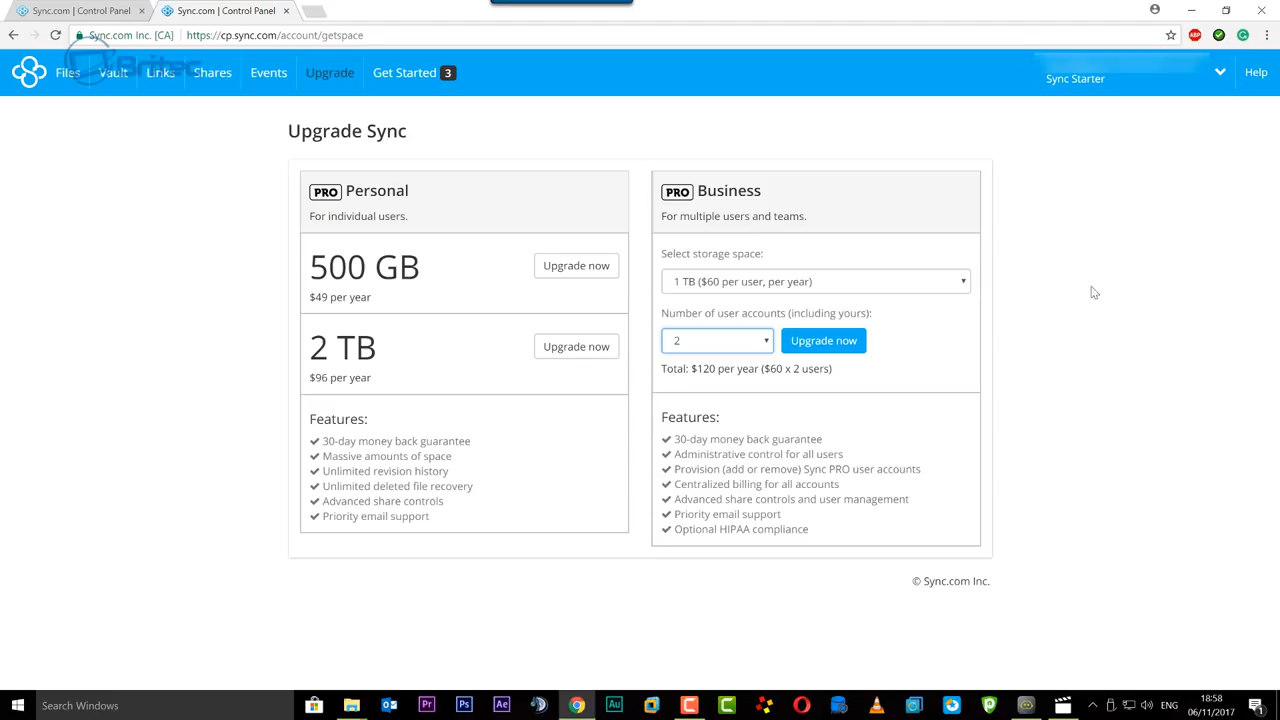 Sync.com | Control Panel
Sync.com | Control Panel
Sync.com Inc. [CA]
https://cp.sync.com/account/getspace
ABP
Files
Vault
Links
Shares
Events
Upgrade
Get Started 3
Sync Starter
Help
Britec
Upgrade Sync
PRO Personal
For individual users.
500 GB
Upgrade now
$49 per year
2 TB
Upgrade now
$96 per year
Features:
✔ 30-day money back guarantee
✔ Massive amounts of space
✔ Unlimited revision history
✔ Unlimited deleted file recovery
✔ Advanced share controls
✔ Priority email support
PRO Business
For multiple users and teams.
Select storage space:
1 TB ($60 per user, per year)
Number of user accounts (including yours):
2
Upgrade now
Total: $120 per year ($60 x 2 users)
Features:
✔ 30-day money back guarantee
✔ Administrative control for all users
✔ Provision (add or remove) Sync PRO user accounts
✔ Centralized billing for all accounts
✔ Advanced share controls and user management
✔ Priority email support
✔ Optional HIPAA compliance
© Sync.com Inc.
Search Windows
Pr
Ps
Ae
Au
ENG
18:58
06/11/2017
1